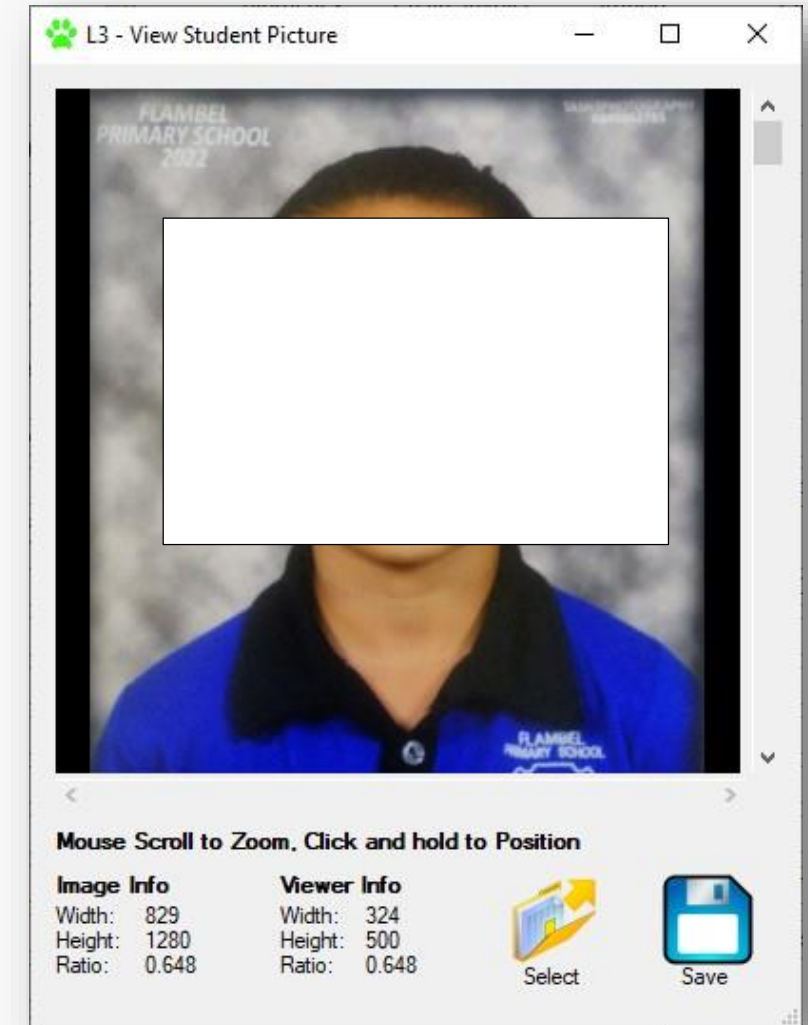 L3 - View Student Picture
FLAMBEL
PRIMARY SCHOOL
2022
FLAMBEL
PRIMARY SCHOOL
Mouse Scroll to Zoom, Click and hold to Position
Image Info
Width: 829
Height: 1280
Ratio: 0.648
Viewer Info
Width: 324
Height: 500
Ratio: 0.648
Select
Save